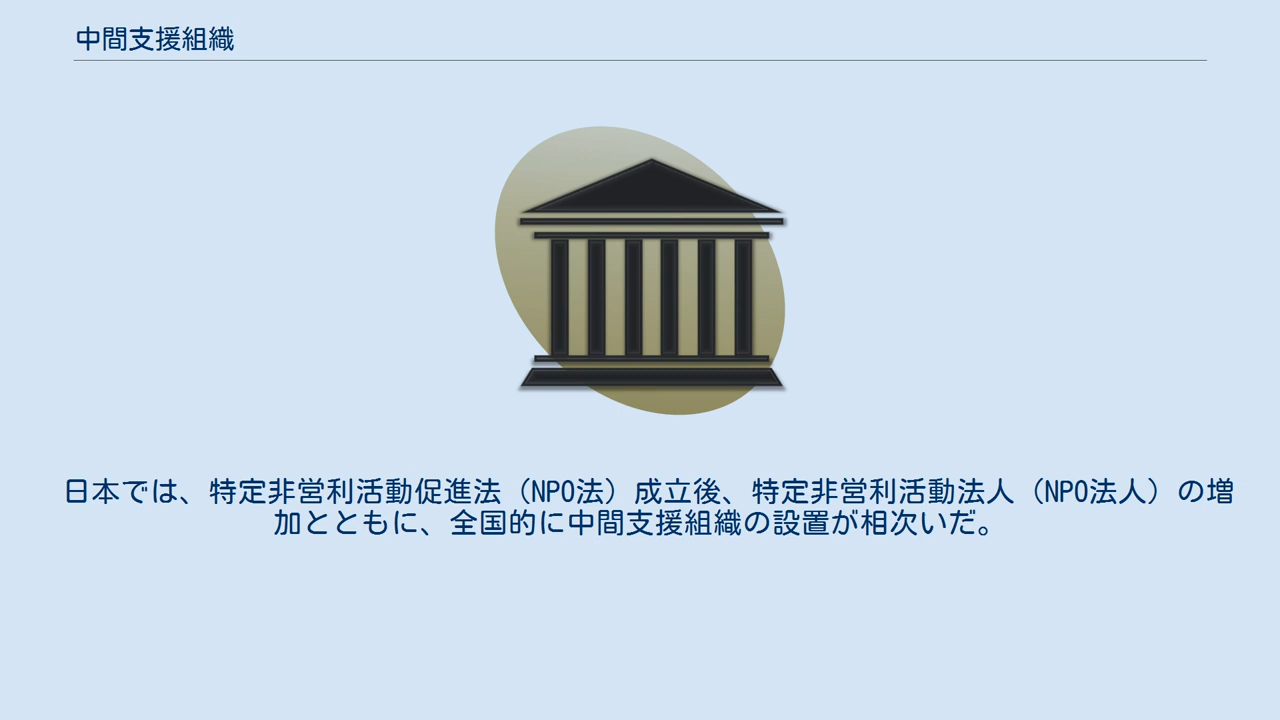 中間支援組織
日本では、特定非営利活動促進法（NPO法）成立後、特定非営利活動法人（NPO法人）の増
加とともに、全国的に中間支援組織の設置が相次いだ。